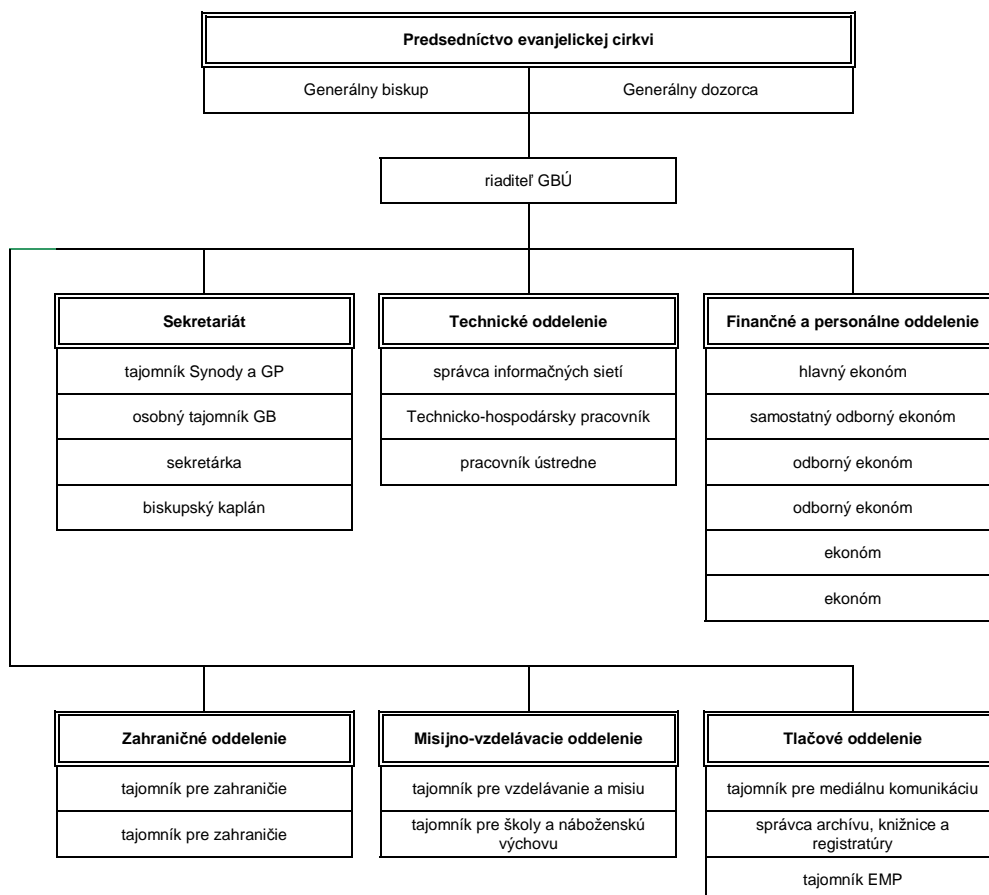 Predsedníctvo evanjelickej cirkvi
Generálny biskup
Generálny dozorca
riaditeľ GBÚ
Sekretariát
tajomník Synody a GP
osobný tajomník GB
sekretárka
biskupský kaplán
Technické oddelenie
správca informačných sietí
Technicko-hospodársky pracovník
pracovník ústredne
Finančné a personálne oddelenie
hlavný ekonóm
samostatný odborný ekonóm
odborný ekonóm
odborný ekonóm
ekonóm
ekonóm
Zahraničné oddelenie
tajomník pre zahraničie
tajomník pre zahraničie
Misijno-vzdelávacie oddelenie
tajomník pre vzdelávanie a misiu
tajomník pre školy a náboženskú
výchovu
Tlačové oddelenie
tajomník pre mediálnu komunikáciu
správca archívu, knižnice a
registratúry
tajomník EMP